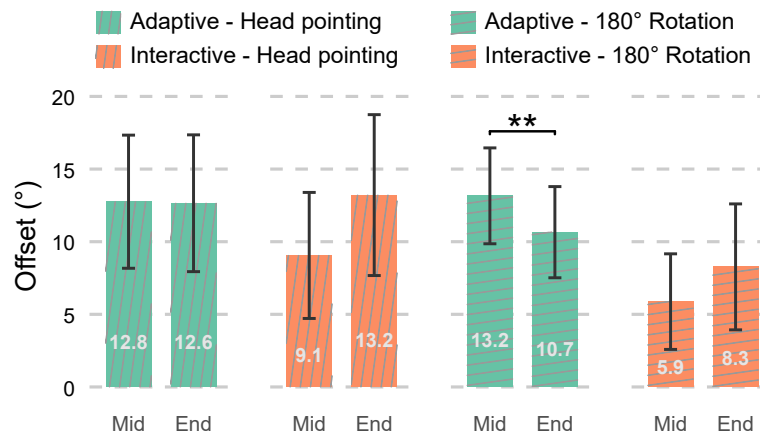 Adaptive - Head pointing
Adaptive - 180° Rotation
Interactive - Head pointing
Interactive - 180° Rotation
Offset (°)
20
15
10
5
0
**
12.8
12.6
9.1
13.2
13.2
10.7
5.9
8.3
Mid End Mid End Mid End Mid End